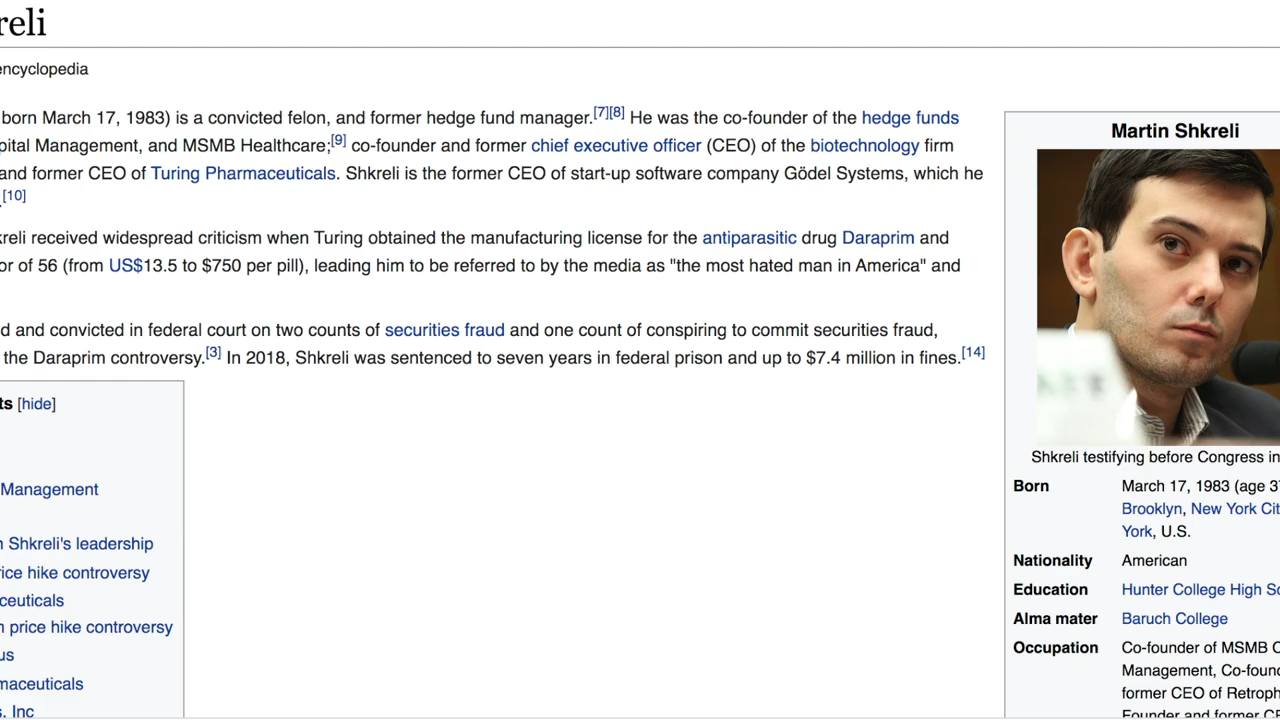 reli
encyclopedia
born March 17, 1983) is a convicted felon, and former hedge fund manager.[7][8] He was the co-founder of the hedge funds
pital Management, and MSMB Healthcare;[9] co-founder and former chief executive officer (CEO) of the biotechnology firm
and former CEO of Turing Pharmaceuticals. Shkreli is the former CEO of start-up software company Gödel Systems, which he
.[10]
kreli received widespread criticism when Turing obtained the manufacturing license for the antiparasitic drug Daraprim and
or of 56 (from US$13.5 to $750 per pill), leading him to be referred to by the media as "the most hated man in America" and
d and convicted in federal court on two counts of securities fraud and one count of conspiring to commit securities fraud,
the Daraprim controversy.[3] In 2018, Shkreli was sentenced to seven years in federal prison and up to $7.4 million in fines.[14]
ts [hide]
Management
n Shkreli's leadership
rice hike controversy
ceuticals
n price hike controversy
us
maceuticals
s. Inc
Martin Shkreli
Shkreli testifying before Congress in
Born March 17, 1983 (age 37
Brooklyn, New York Cit
York, U.S.
Nationality American
Education Hunter College High Sc
Alma mater Baruch College
Occupation Co-founder of MSMB C
Management, Co-found
former CEO of Retroph
Founder and former CE